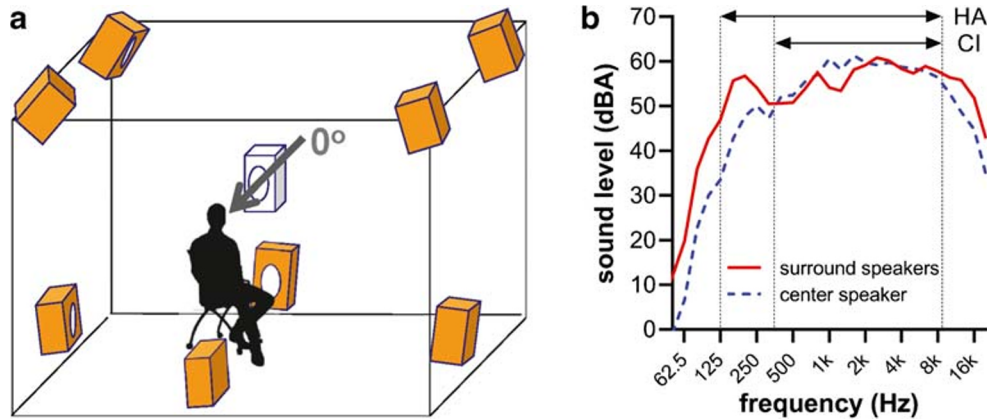 a
0°
b
70
60
50
40
30
20
10
0
sound level (dBA)
HA
CI
surround speakers
center speaker
62.5
125
250
500
1k
2k
4k
8k
16k
frequency (Hz)